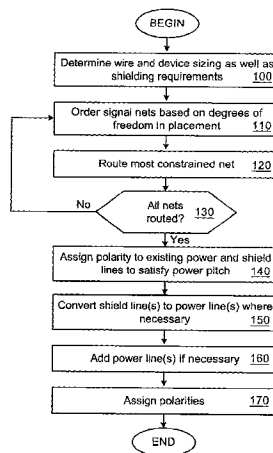 BEGIN
Determine wire and device sizing as well as
shielding requirements 100
Order signal nets based on degrees of
freedom in placement 110
Route most constrained net 120
No
All
nets 130
routed?
Yes
Assign polarity to existing power and shield
lines to satisfy power pitch 140
Convert shield line(s) to power line(s) where
necessary 150
Add power line(s) if necessary 160
Assign polarities 170
END